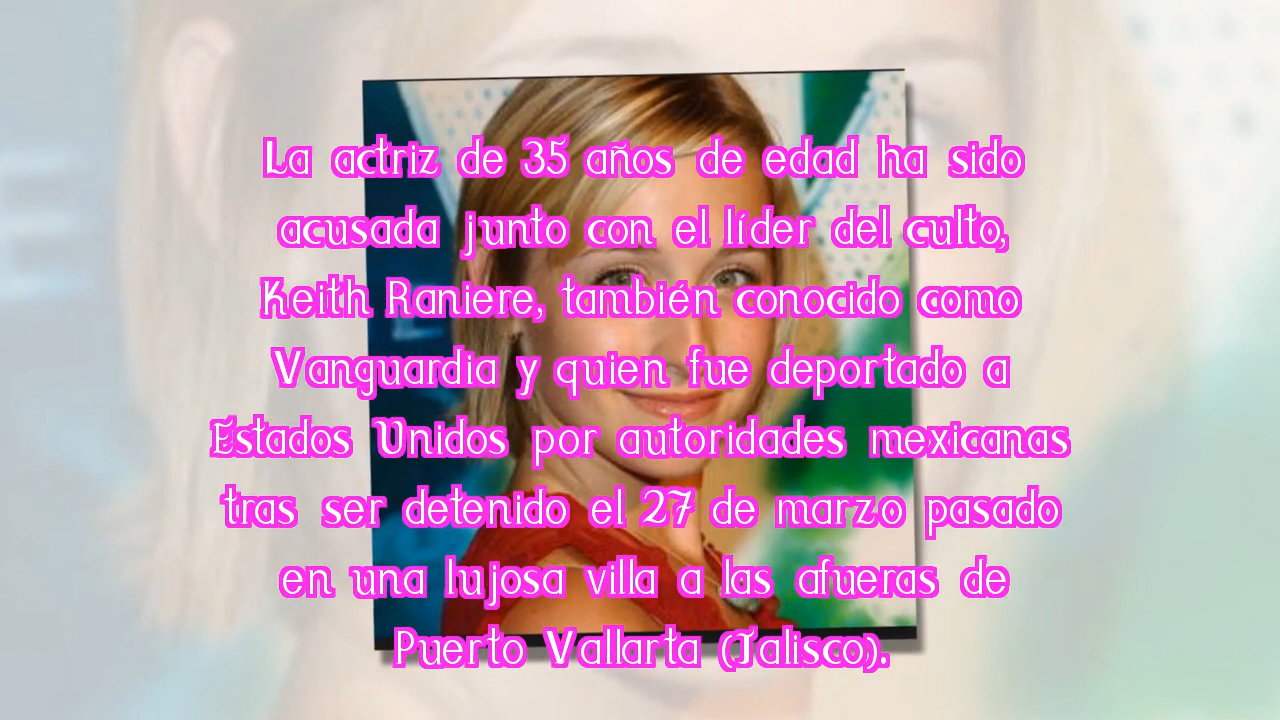 La actriz de 35 años de edad ha sido
acusada junto con el líder del culto,
Keith Raniere, también conocido como
Vanguardia y quien fue deportado a
Estados Unidos por autoridades mexicanas
tras ser detenido el 27 de marzo pasado
en una lujosa villa a las afueras de
Puerto Vallarta (Jalisco).